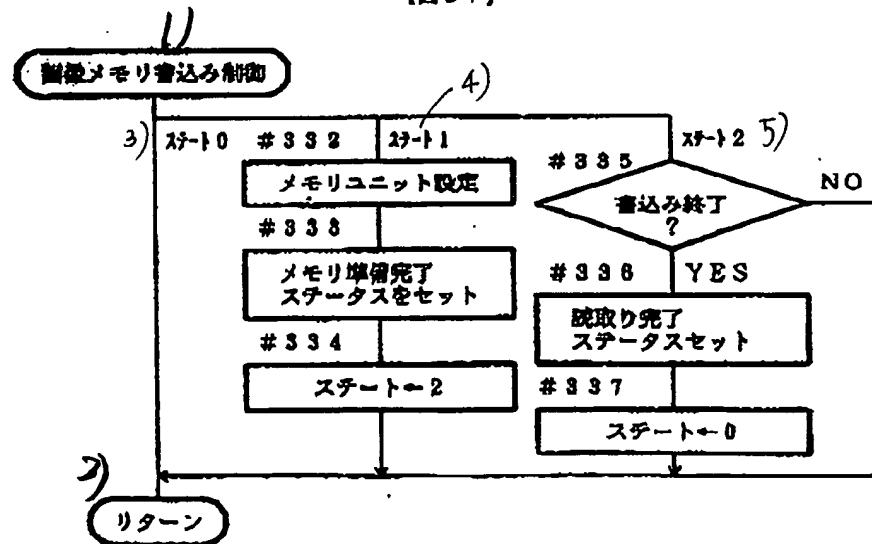 1)
画像メモリ書込み制御
4)
3) ステート0 #332 ステート1 ステート2 5)
#335
メモリユニット設定
書込み終了
?
NO
#333
メモリ準備完了
ステータスをセット
#336 YES
読取り完了
ステータスセット
#334
ステート←2
#337
ステート←0
2)
リターン